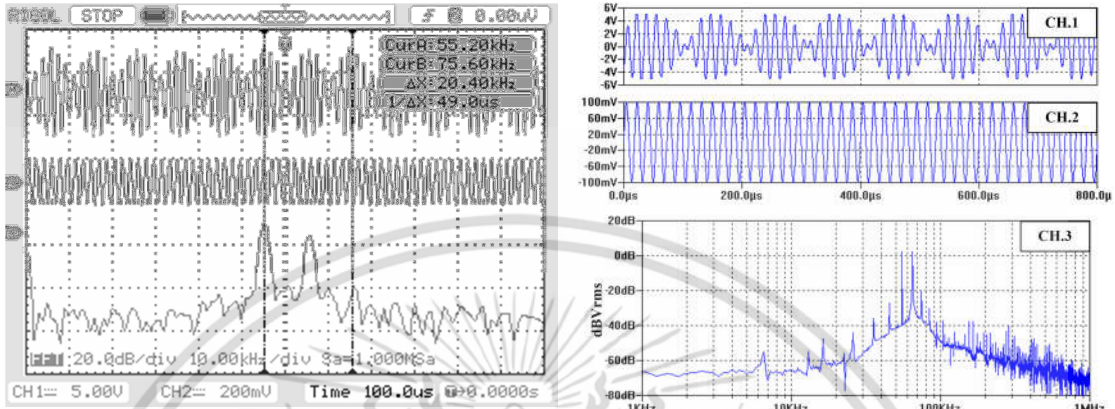 RIGOL STOP 0.00uV
CurA:55.20kHz
CurB:75.60kHz
ΔX:20.40kHz
1/ΔX:49.0us
FFT 20.0dB/div 10.00kHz/div Sa=1.000MSa
CH1= 5.00V CH2= 200mV Time 100.0us 0.0000s
6V
4V
2V
0V
-2V
-4V
-6V
CH.1
100mV
60mV
20mV
-20mV
-60mV
-100mV
CH.2
0.0µs 200.0µs 400.0µs 600.0µs 800.0µ
20dB
0dB
-20dB
-40dB
-60dB
-80dB
dBVrms
CH.3
1KHz 10KHz 100KHz 1MHz